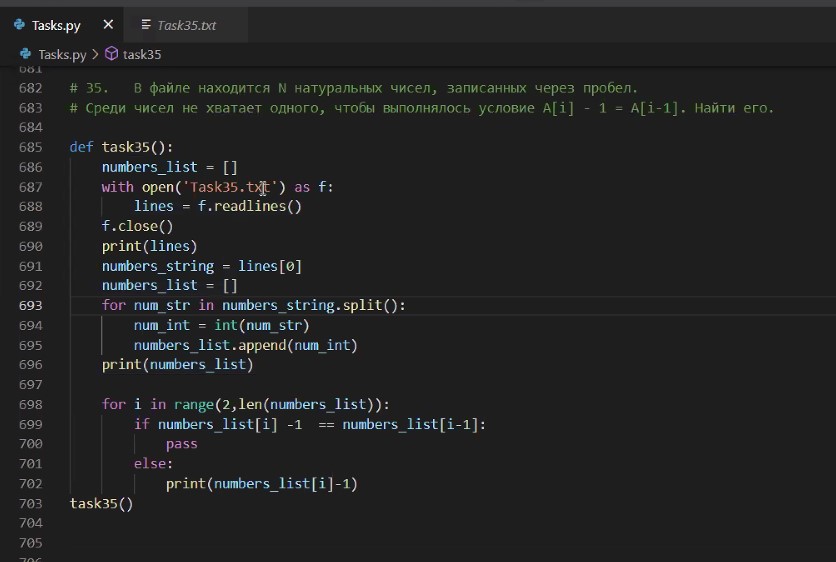 Tasks.py × Task35.txt
Tasks.py > task35
681
682 # 35. В файле находится N натуральных чисел, записанных через пробел.
683 # Среди чисел не хватает одного, чтобы выполнялось условие A[i] - 1 = A[i-1]. Найти его.
684
685 def task35():
686 numbers_list = []
687 with open('Task35.txt') as f:
688 lines = f.readlines()
689 f.close()
690 print(lines)
691 numbers_string = lines[0]
692 numbers_list = []
693 for num_str in numbers_string.split():
694 num_int = int(num_str)
695 numbers_list.append(num_int)
696 print(numbers_list)
697
698 for i in range(2,len(numbers_list)):
699 if numbers_list[i] -1  == numbers_list[i-1]:
700 pass
701 else:
702 print(numbers_list[i]-1)
703 task35()
704
705
706